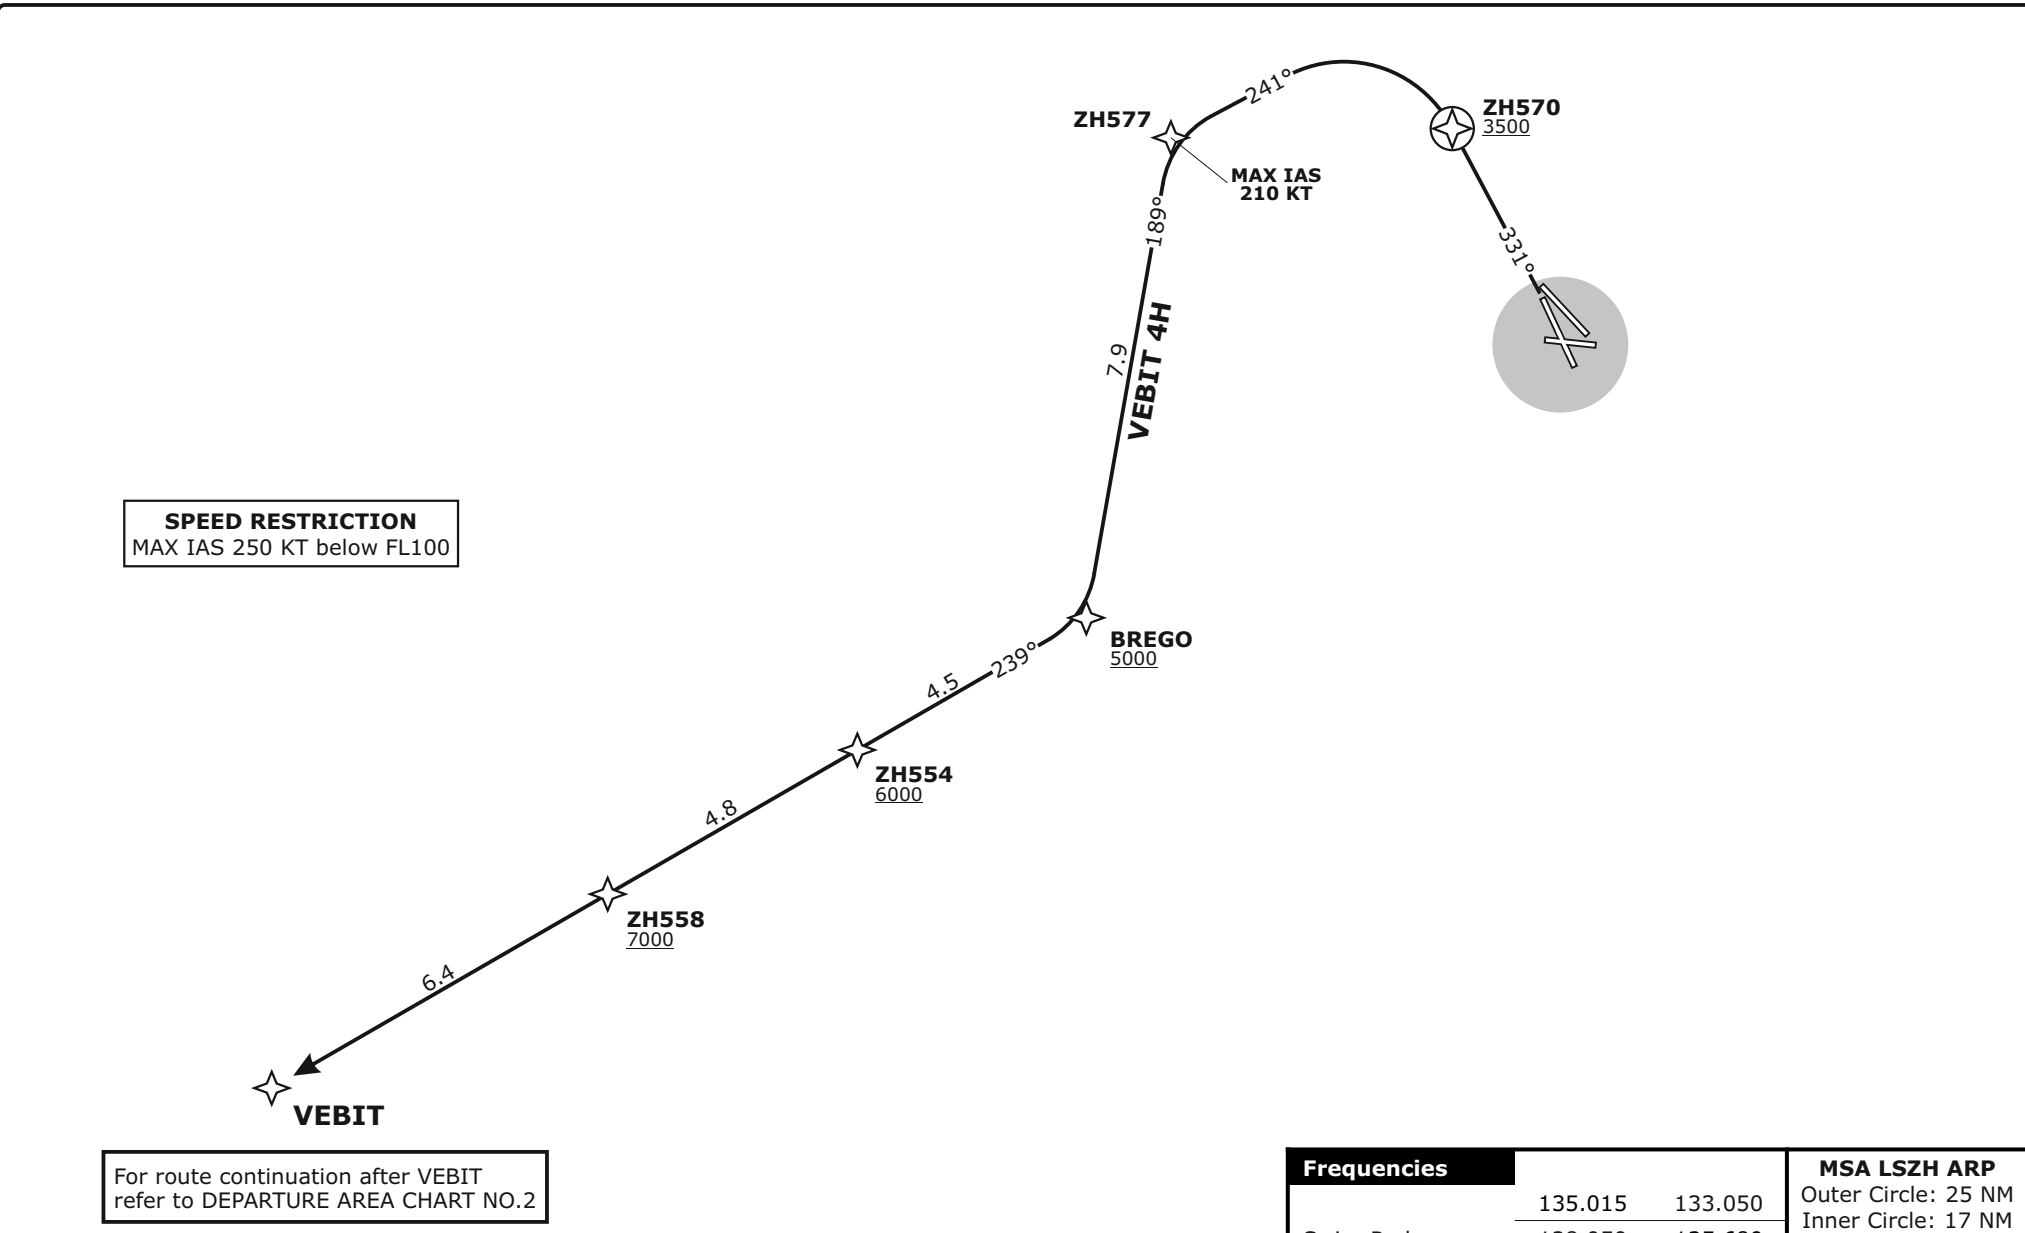 241°
ZH570
3500
ZH577
MAX IAS
210 KT
189°
331°
7.9
VEBIT 4H
SPEED RESTRICTION
MAX IAS 250 KT below FL100
BREGO
5000
239°
4.5
ZH554
6000
4.8
ZH558
7000
6.4
VEBIT
For route continuation after VEBIT
refer to DEPARTURE AREA CHART NO.2
Frequencies
135.015 133.050
MSA LSZH ARP
Outer Circle: 25 NM
Inner Circle: 17 NM